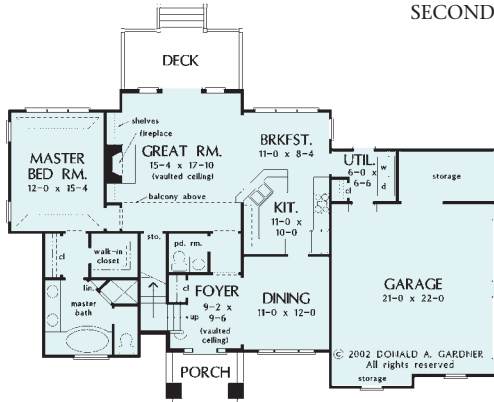 SECOND
DECK
shelves
fireplace
GREAT RM.
15-4 x 17-10
(vaulted ceiling)
BRKFST.
11-0 x 8-4
UTIL.
6-0 x
6-6
w
d
cl
storage
MASTER
BED RM.
12-0 x 15-4
balcony above
KIT.
11-0 x
10-0
sto.
pd. rm.
walk-in
closet
cl
lin.
master
bath
cl
up
FOYER
9-2 x
9-6
(vaulted
ceiling)
DINING
11-0 x 12-0
GARAGE
21-0 x 22-0
© 2002 DONALD A. GARDNER
All rights reserved
PORCH
storage